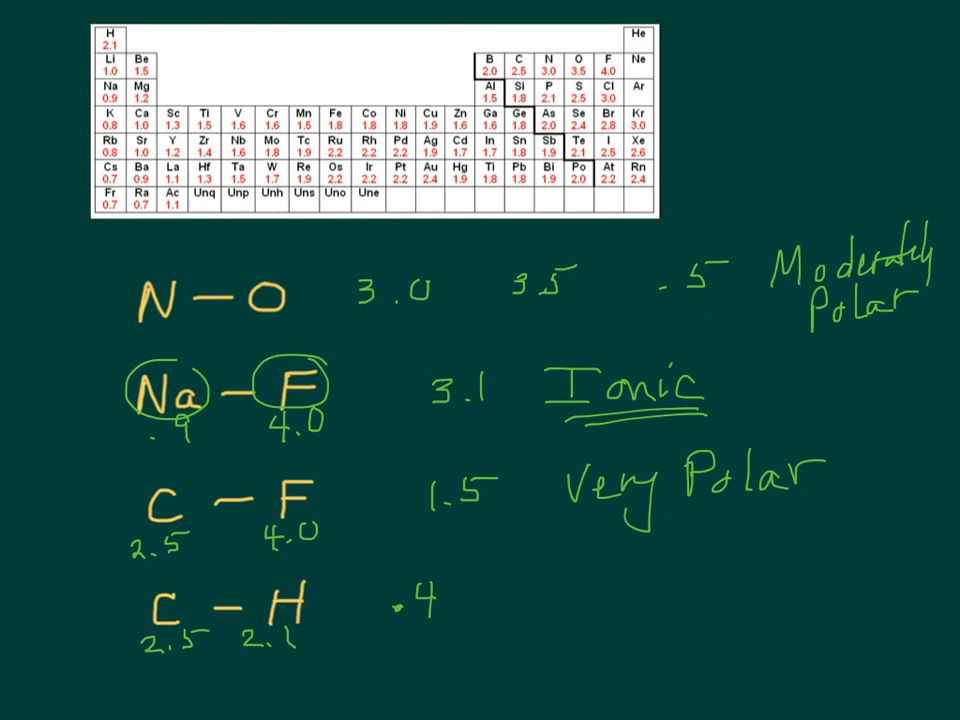 H He
2.1
Li Be B C N O F Ne
1.0 1.5 2.0 2.5 3.0 3.5 4.0
Na Mg Al Si P S Cl Ar
0.9 1.2 1.5 1.8 2.1 2.5 3.0
K Ca Sc Ti V Cr Mn Fe Co Ni Cu Zn Ga Ge As Se Br Kr
0.8 1.0 1.3 1.5 1.6 1.6 1.5 1.8 1.8 1.8 1.9 1.6 1.6 1.8 2.0 2.4 2.8 3.0
Rb Sr Y Zr Nb Mo Tc Ru Rh Pd Ag Cd In Sn Sb Te I Xe
0.8 1.0 1.2 1.4 1.6 1.8 1.9 2.2 2.2 2.2 1.9 1.7 1.7 1.8 1.9 2.1 2.5 2.6
Cs Ba La Hf Ta W Re Os Ir Pt Au Hg Ti Pb Bi Po At Rn
0.7 0.9 1.1 1.3 1.5 1.7 1.9 2.2 2.2 2.2 2.4 1.9 1.8 1.8 1.9 2.0 2.2 2.4
Fr Ra Ac Unq Unp Unh Uns Uno Une
0.7 0.7 1.1
N – O 3.0 3.5 .5 Moderately
Polar
Na – F 3.1 Ionic
.9 4.0
C – F 1.5 Very Polar
2.5 4.0
C – H .4
2.5 2.1